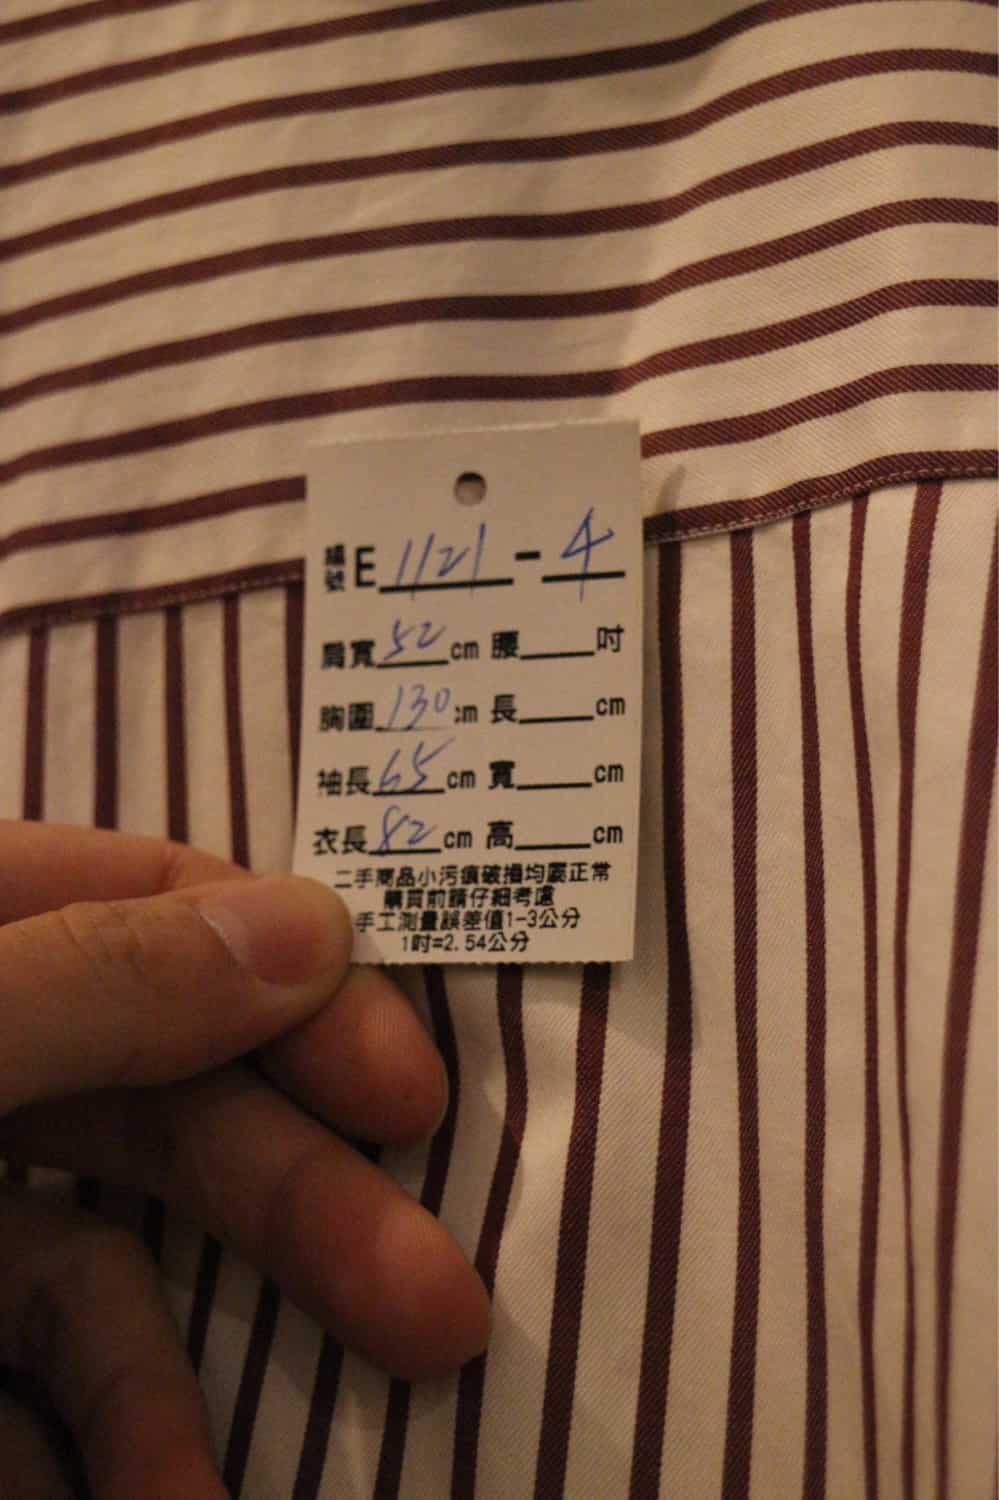 編號E 1121 - 4
肩寬 52 cm 腰____吋
胸圍 130 cm 長____cm
袖長 65 cm 寬____cm
衣長 82 cm 高____cm
二手商品小污痕破損均屬正常
購買前請仔細考慮
手工測量誤差值1-3公分
1吋=2.54公分